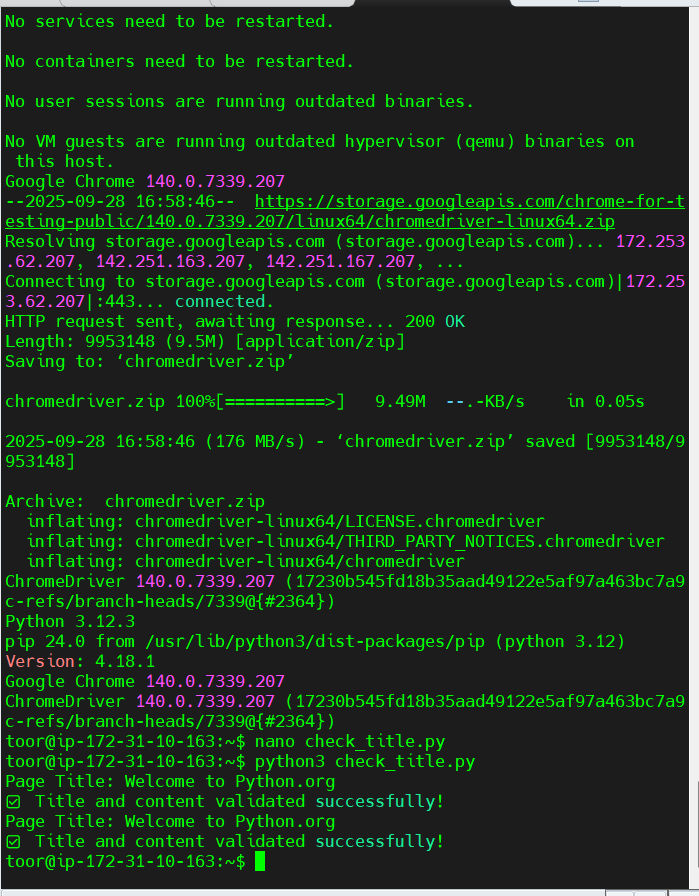 No services need to be restarted.
No containers need to be restarted.
No user sessions are running outdated binaries.
No VM guests are running outdated hypervisor (qemu) binaries on
 this host.
Google Chrome 140.0.7339.207
--2025-09-28 16:58:46--  https://storage.googleapis.com/chrome-for-t
esting-public/140.0.7339.207/linux64/chromedriver-linux64.zip
Resolving storage.googleapis.com (storage.googleapis.com)... 172.253
.62.207, 142.251.163.207, 142.251.167.207, ...
Connecting to storage.googleapis.com (storage.googleapis.com)|172.25
3.62.207|:443... connected.
HTTP request sent, awaiting response... 200 OK
Length: 9953148 (9.5M) [application/zip]
Saving to: ‘chromedriver.zip’
chromedriver.zip 100%[==========>]   9.49M  --.-KB/s    in 0.05s
2025-09-28 16:58:46 (176 MB/s) - ‘chromedriver.zip’ saved [9953148/9
953148]
Archive:  chromedriver.zip
  inflating: chromedriver-linux64/LICENSE.chromedriver
  inflating: chromedriver-linux64/THIRD_PARTY_NOTICES.chromedriver
  inflating: chromedriver-linux64/chromedriver
ChromeDriver 140.0.7339.207 (17230b545fd18b35aad49122e5af97a463bc7a9
c-refs/branch-heads/7339@{#2364})
Python 3.12.3
pip 24.0 from /usr/lib/python3/dist-packages/pip (python 3.12)
Version: 4.18.1
Google Chrome 140.0.7339.207
ChromeDriver 140.0.7339.207 (17230b545fd18b35aad49122e5af97a463bc7a9
c-refs/branch-heads/7339@{#2364})
toor@ip-172-31-10-163:~$ nano check_title.py
toor@ip-172-31-10-163:~$ python3 check_title.py
Page Title: Welcome to Python.org
☑ Title and content validated successfully!
Page Title: Welcome to Python.org
☑ Title and content validated successfully!
toor@ip-172-31-10-163:~$